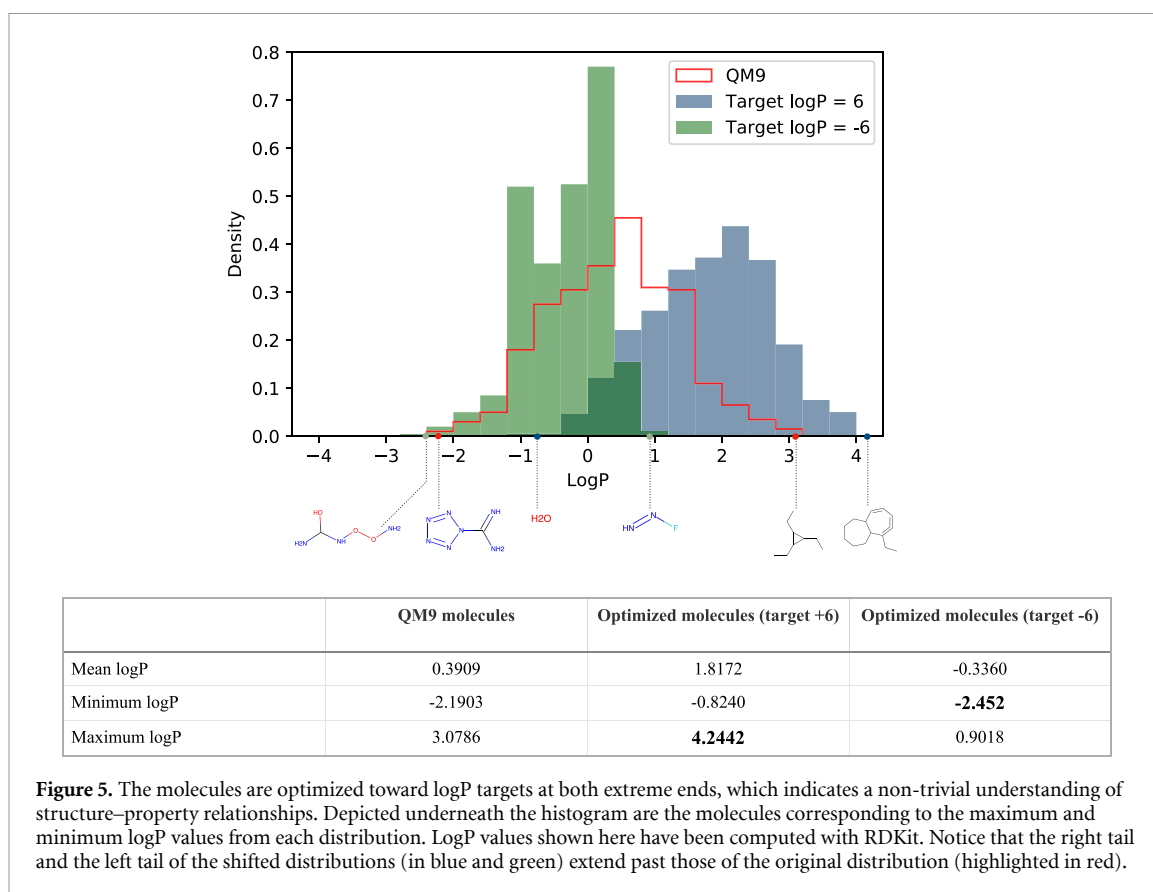 0.8
0.7
0.6
0.5
0.4
0.3
0.2
0.1
0.0
Density
QM9
Target logP = 6
Target logP = -6
−4 −3 −2 −1 0 1 2 3 4
LogP
HO
H2N
NH
O
O
NH2
N N
N
N N
NH
NH2
H2O
HN
N
F
QM9 molecules Optimized molecules (target +6) Optimized molecules (target -6)
Mean logP 0.3909 1.8172 -0.3360
Minimum logP -2.1903 -0.8240 -2.452
Maximum logP 3.0786 4.2442 0.9018
Figure 5. The molecules are optimized toward logP targets at both extreme ends, which indicates a non-trivial understanding of
structure–property relationships. Depicted underneath the histogram are the molecules corresponding to the maximum and
minimum logP values from each distribution. LogP values shown here have been computed with RDKit. Notice that the right tail
and the left tail of the shifted distributions (in blue and green) extend past those of the original distribution (highlighted in red).